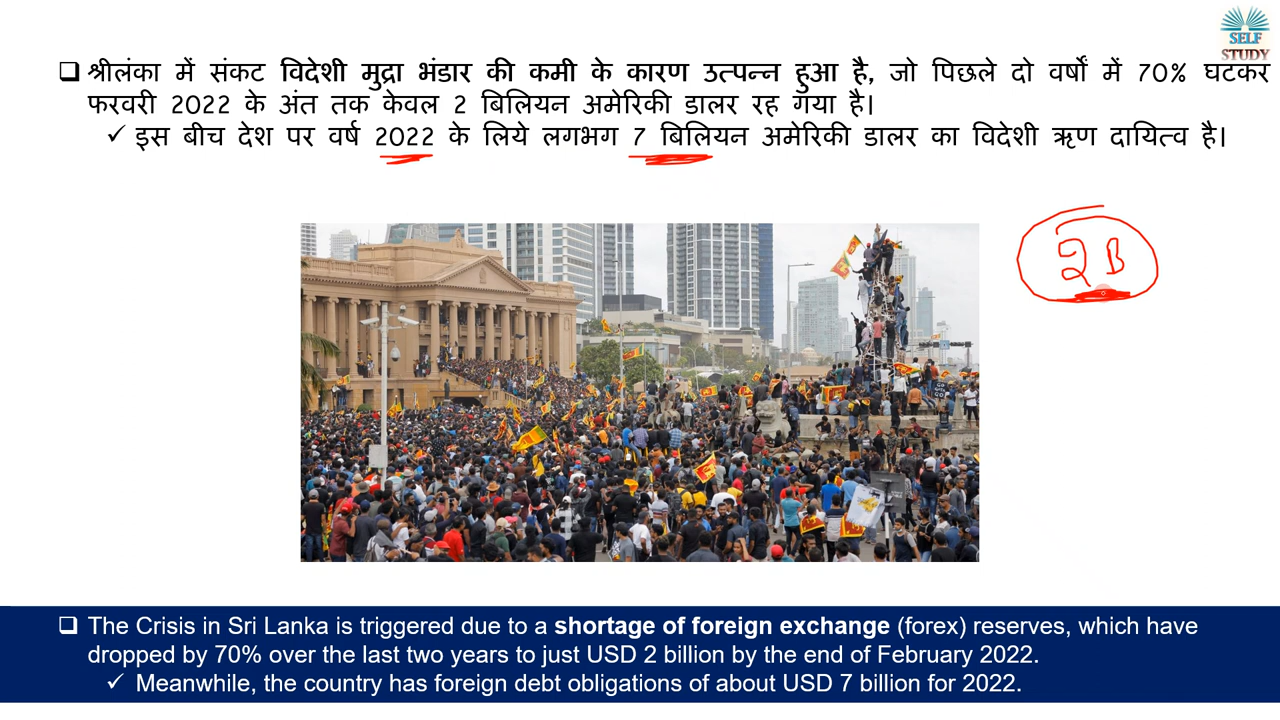 SELF
STUDY
श्रीलंका में संकट विदेशी मुद्रा भंडार की कमी के कारण उत्पन्न हुआ है, जो पिछले दो वर्षों में 70% घटकर
फरवरी 2022 के अंत तक केवल 2 बिलियन अमेरिकी डालर रह गया है।
इस बीच देश पर वर्ष 2022 के लिये लगभग 7 बिलियन अमेरिकी डालर का विदेशी ऋण दायित्व है।
2 B
The Crisis in Sri Lanka is triggered due to a shortage of foreign exchange (forex) reserves, which have
dropped by 70% over the last two years to just USD 2 billion by the end of February 2022.
Meanwhile, the country has foreign debt obligations of about USD 7 billion for 2022.